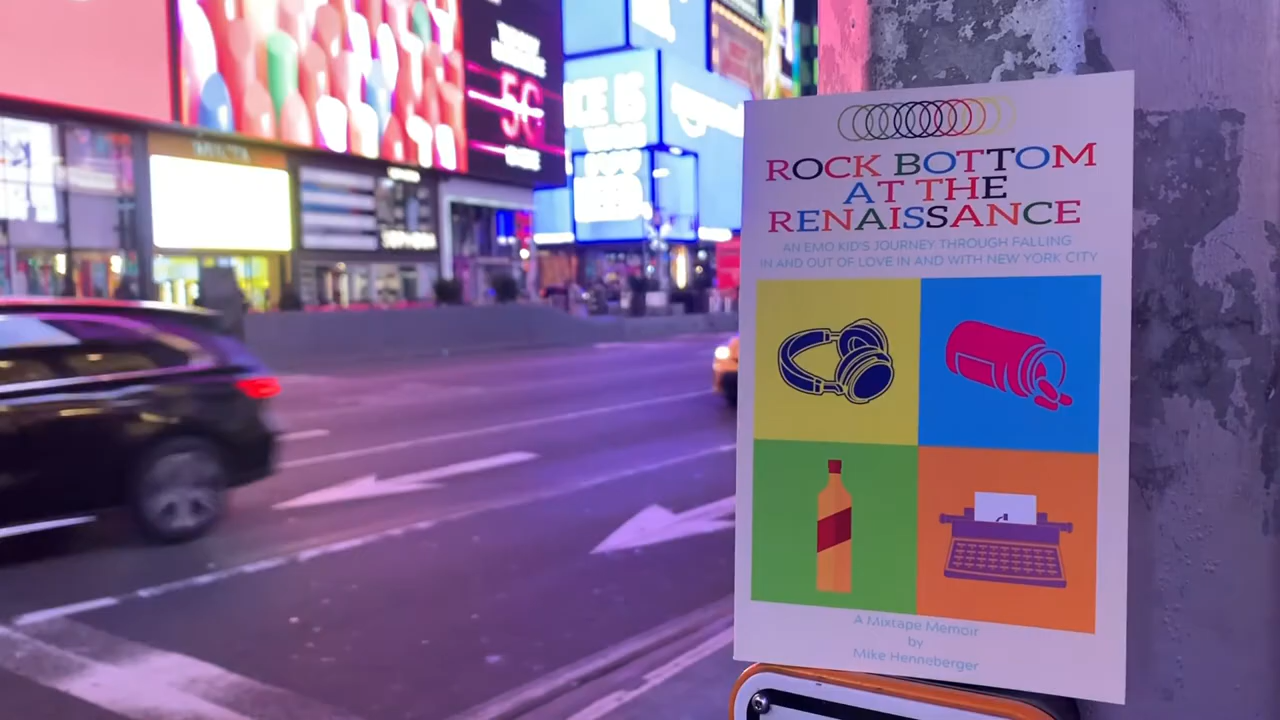 ROCK BOTTOM
AT THE
RENAISSANCE
AN EMO KID'S JOURNEY THROUGH FALLING
IN AND OUT OF LOVE IN AND WITH NEW YORK CITY
A Mixtape Memoir
by
Mike Henneberger
5G